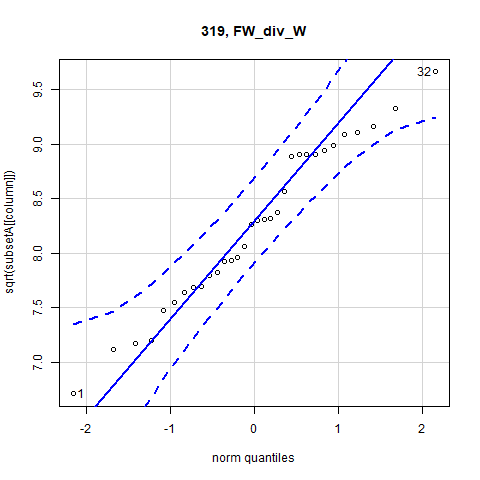 319, FW_div_W
sqrt(subsetA[[column]])
9.5
9.0
8.5
8.0
7.5
7.0
32
1
-2 -1 0 1 2
norm quantiles